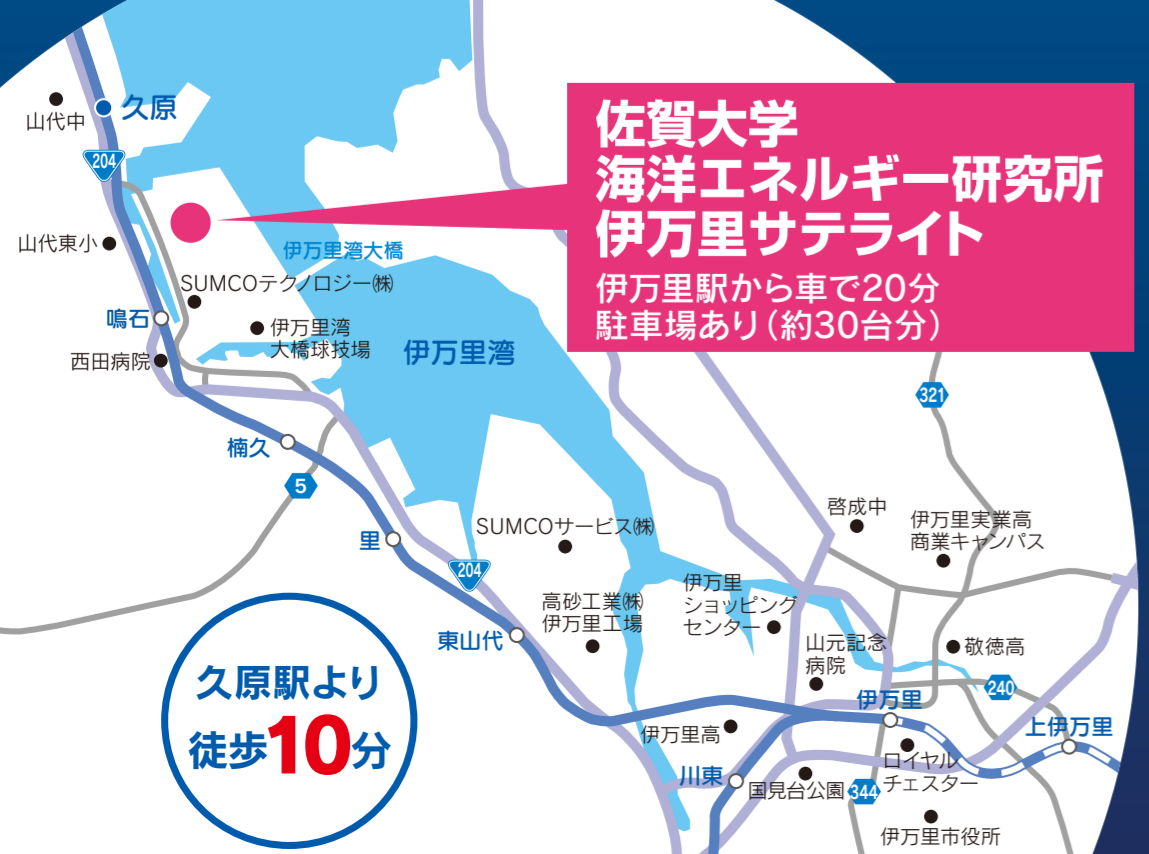 山代中
久原
204
山代東小
鳴石
西田病院
SUMCOテクノロジー㈱
伊万里湾大橋
伊万里湾
大橋球技場
伊万里湾
佐賀大学
海洋エネルギー研究所
伊万里サテライト
伊万里駅から車で20分
駐車場あり（約30台分）
321
楠久
5
里
204
東山代
SUMCOサービス㈱
高砂工業㈱
伊万里工場
伊万里
ショッピング
センター
啓成中
伊万里実業高
商業キャンパス
山元記念
病院
敬徳高
240
伊万里
上伊万里
伊万里高
川東
国見台公園
344
ロイヤル
チェスター
伊万里市役所
久原駅より
徒歩10分